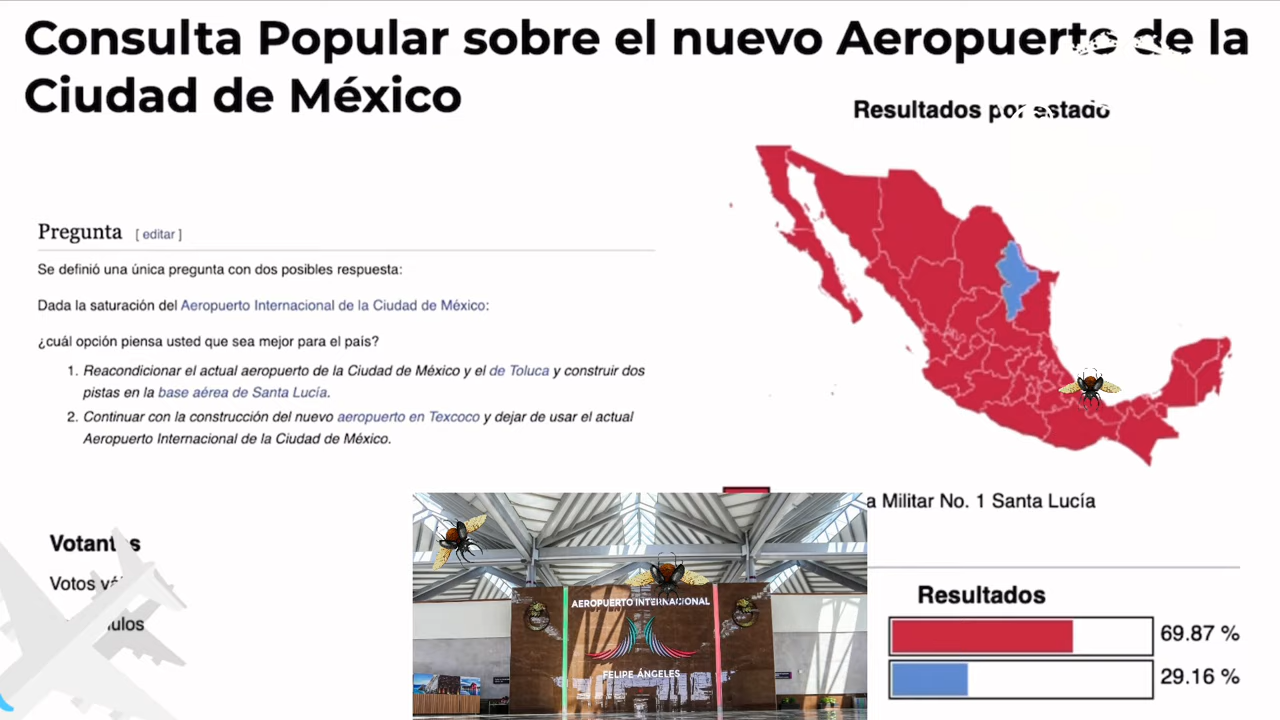 Consulta Popular sobre el nuevo Aeropuerto de la
Ciudad de México
Resultados por estado
Pregunta [ editar ]
Se definió una única pregunta con dos posibles respuesta:
Dada la saturación del Aeropuerto Internacional de la Ciudad de México:
¿cuál opción piensa usted que sea mejor para el país?
1. Reacondicionar el actual aeropuerto de la Ciudad de México y el de Toluca y construir dos
pistas en la base aérea de Santa Lucía.
2. Continuar con la construcción del nuevo aeropuerto en Texcoco y dejar de usar el actual
Aeropuerto Internacional de la Ciudad de México.
a Militar No. 1 Santa Lucía
Votantes
Votos
AEROPUERTO INTERNACIONAL
FELIPE ÁNGELES
Resultados
69.87 %
29.16 %